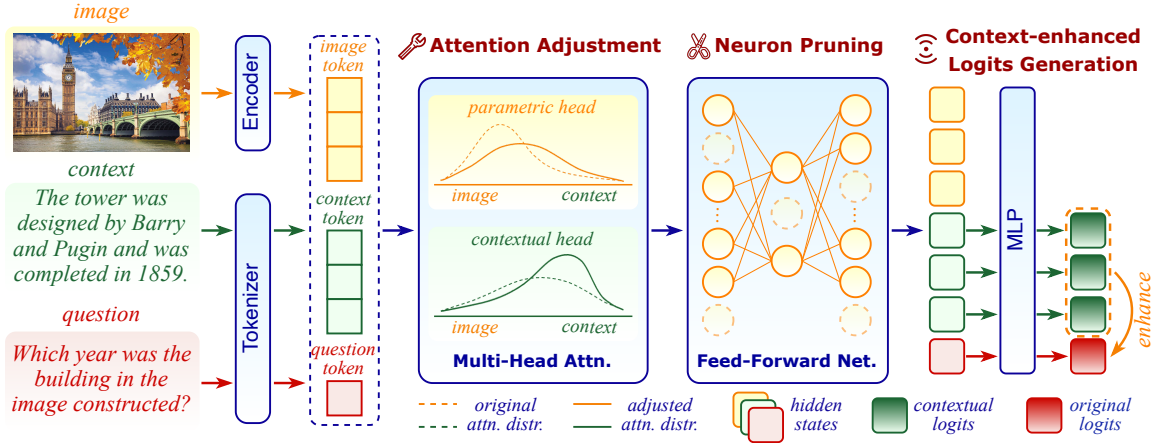 image
Encoder
image
token
Attention Adjustment
Neuron Pruning
Context-enhanced
Logits Generation
context
The tower was
designed by Barry
and Pugin and was
completed in 1859.
Tokenizer
context
token
question
Which year was the
building in the
image constructed?
question
token
parametric head
image
context
contextual head
image
context
Multi-Head Attn.
Feed-Forward Net.
MLP
enhance
original
attn. distr.
adjusted
attn. distr.
hidden
states
contextual
logits
original
logits